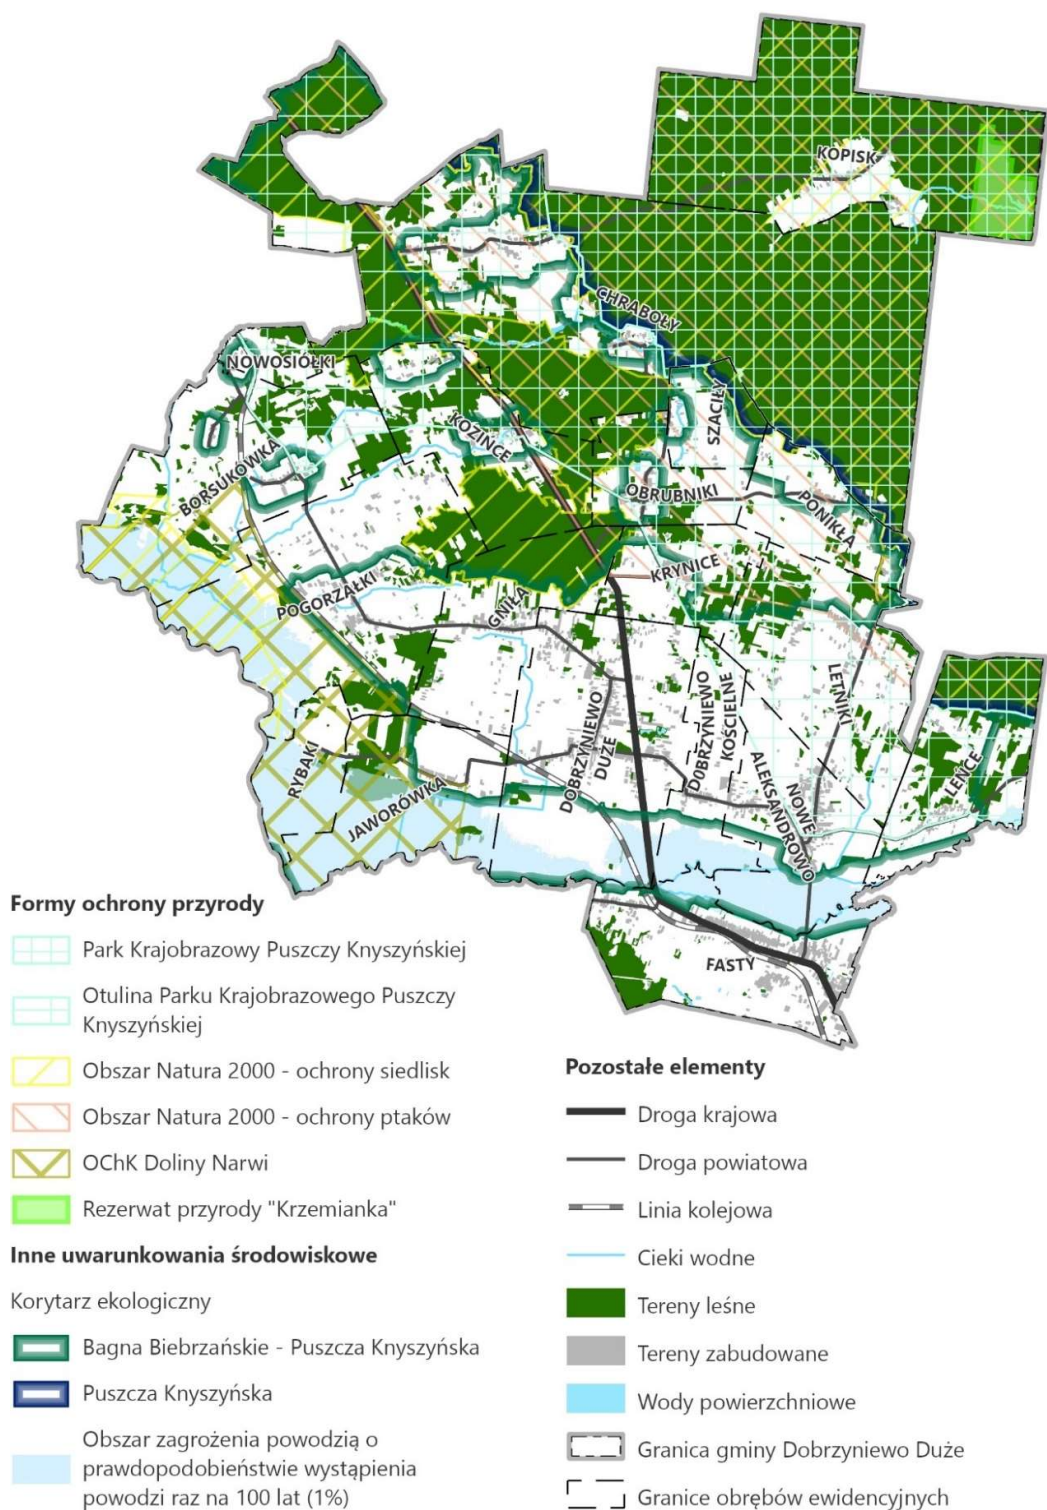 KOPISK
CHRABOŁY
NOWOSIÓŁKI
KOZIŃCE
SZACIŁY
BORSUKÓWKA
OBRUBNIKI
PONIKŁA
KRYNICE
POGORZAŁKI
GNIŁA
LETNIKI
DOBRZYNIEWO
DUŻE
DOBRZYNIEWO
KOŚCIELNE
RYBAKI
JAWORÓWKA
NOWE
ALEKSANDROWO
LEŃCE
FASTY
Formy ochrony przyrody
Park Krajobrazowy Puszczy Knyszyńskiej
Otulina Parku Krajobrazowego Puszczy
Knyszyńskiej
Obszar Natura 2000 - ochrony siedlisk
Obszar Natura 2000 - ochrony ptaków
OChK Doliny Narwi
Rezerwat przyrody "Krzemianka"
Inne uwarunkowania środowiskowe
Korytarz ekologiczny
Bagna Biebrzańskie - Puszcza Knyszyńska
Puszcza Knyszyńska
Obszar zagrożenia powodzią o
prawdopodobieństwie wystąpienia
powodzi raz na 100 lat (1%)
Pozostałe elementy
Droga krajowa
Droga powiatowa
Linia kolejowa
Cieki wodne
Tereny leśne
Tereny zabudowane
Wody powierzchniowe
Granica gminy Dobrzyniewo Duże
Granice obrębów ewidencyjnych